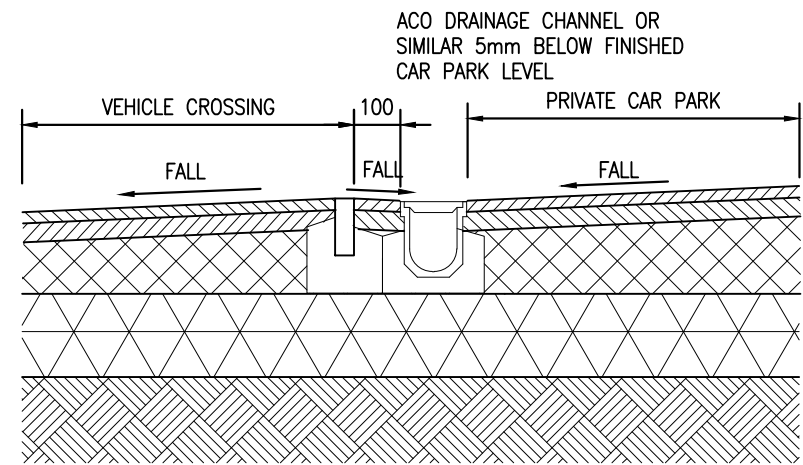 ACO DRAINAGE CHANNEL OR
SIMILAR 5mm BELOW FINISHED
CAR PARK LEVEL
VEHICLE CROSSING
100
PRIVATE CAR PARK
FALL
FALL
FALL